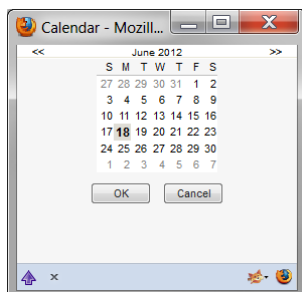 Calendar - Mozill...
<< June 2012 >>
S M T W T F S
27 28 29 30 31 1 2
3 4 5 6 7 8 9
10 11 12 13 14 15 16
17 18 19 20 21 22 23
24 25 26 27 28 29 30
1 2 3 4 5 6 7
OK Cancel